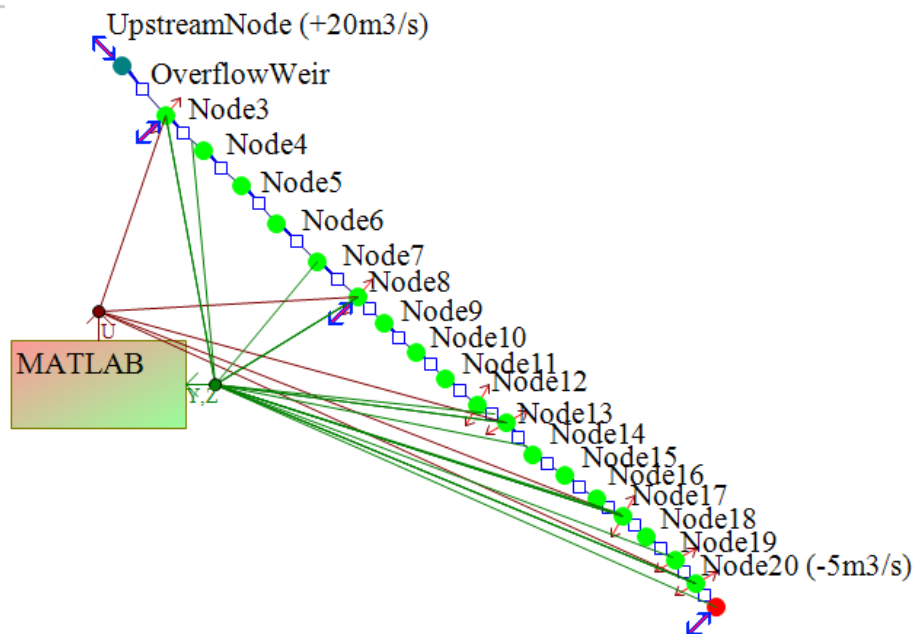 UpstreamNode (+20m3/s)
OverflowWeir
Node3
Node4
Node5
Node6
Node7
Node8
Node9
Node10
Node11
Node12
Node13
Node14
Node15
Node16
Node17
Node18
Node19
Node20 (-5m3/s)
U
MATLAB
Y,Z